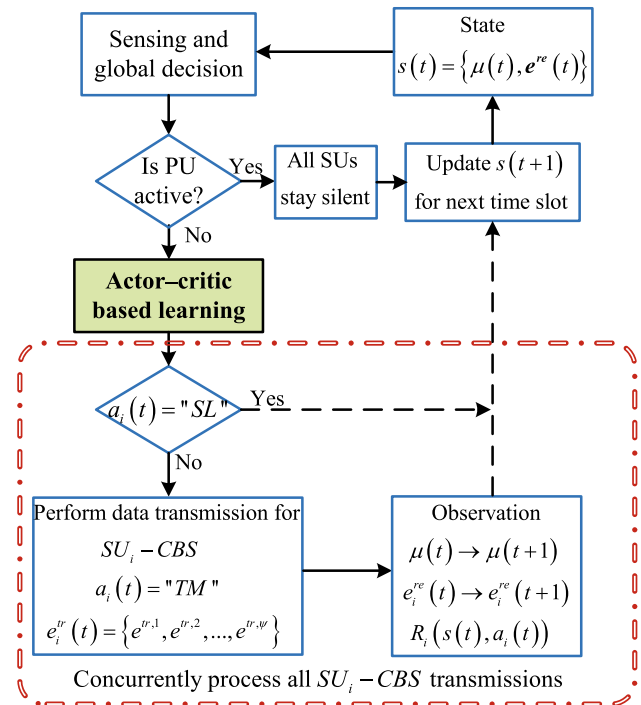 Sensing and
global decision
State
s(t) = {μ(t), e^{re}(t)}
Is PU
active?
Yes
All SUs
stay silent
Update s(t+1)
for next time slot
No
Actor–critic
based learning
a_i(t) = "SL"
Yes
No
Perform data transmission for
SU_i − CBS
a_i(t) = "TM"
e_i^{tr}(t) = {e^{tr,1}, e^{tr,2}, ..., e^{tr,ψ}}
Observation
μ(t) → μ(t+1)
e_i^{re}(t) → e_i^{re}(t+1)
R_i(s(t), a_i(t))
Concurrently process all SU_i − CBS transmissions